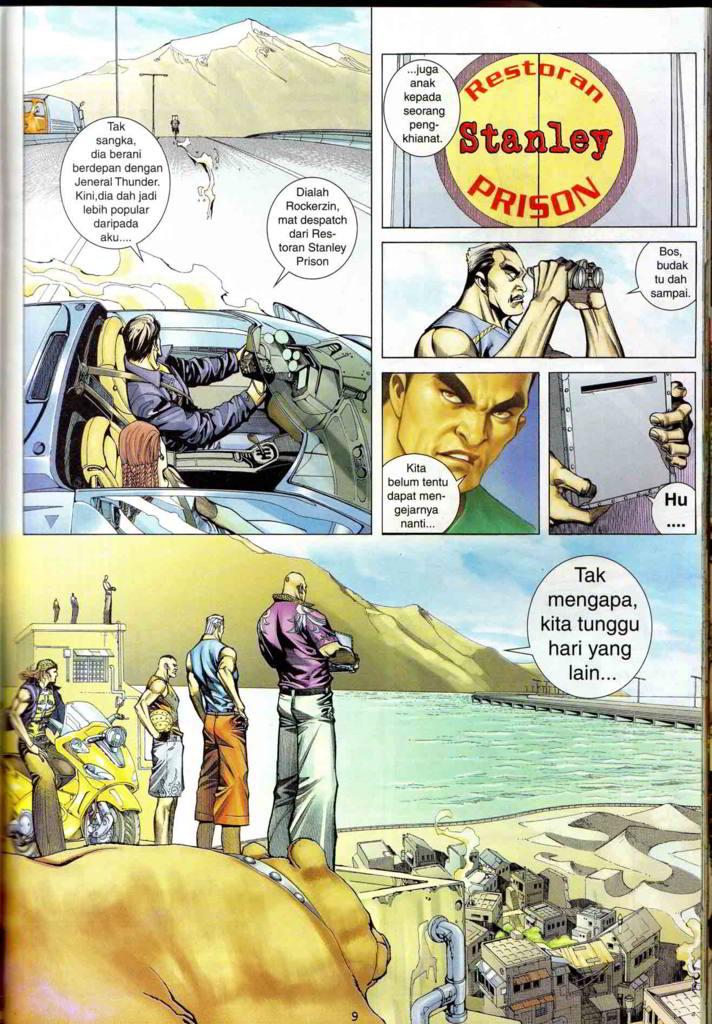 Tak
sangka,
dia berani
berdepan dengan
Jeneral Thunder.
Kini,dia dah jadi
lebih popular
daripada
aku....
Dialah
Rockerzin,
mat despatch
dari Res-
toran Stanley
Prison
...juga
anak
kepada
seorang
peng-
khianat.
Restoran
Stanley
PRISON
Bos,
budak
tu dah
sampai.
Kita
belum tentu
dapat men-
gejarnya
nanti...
Hu
....
Tak
mengapa,
kita tunggu
hari yang
lain...
9